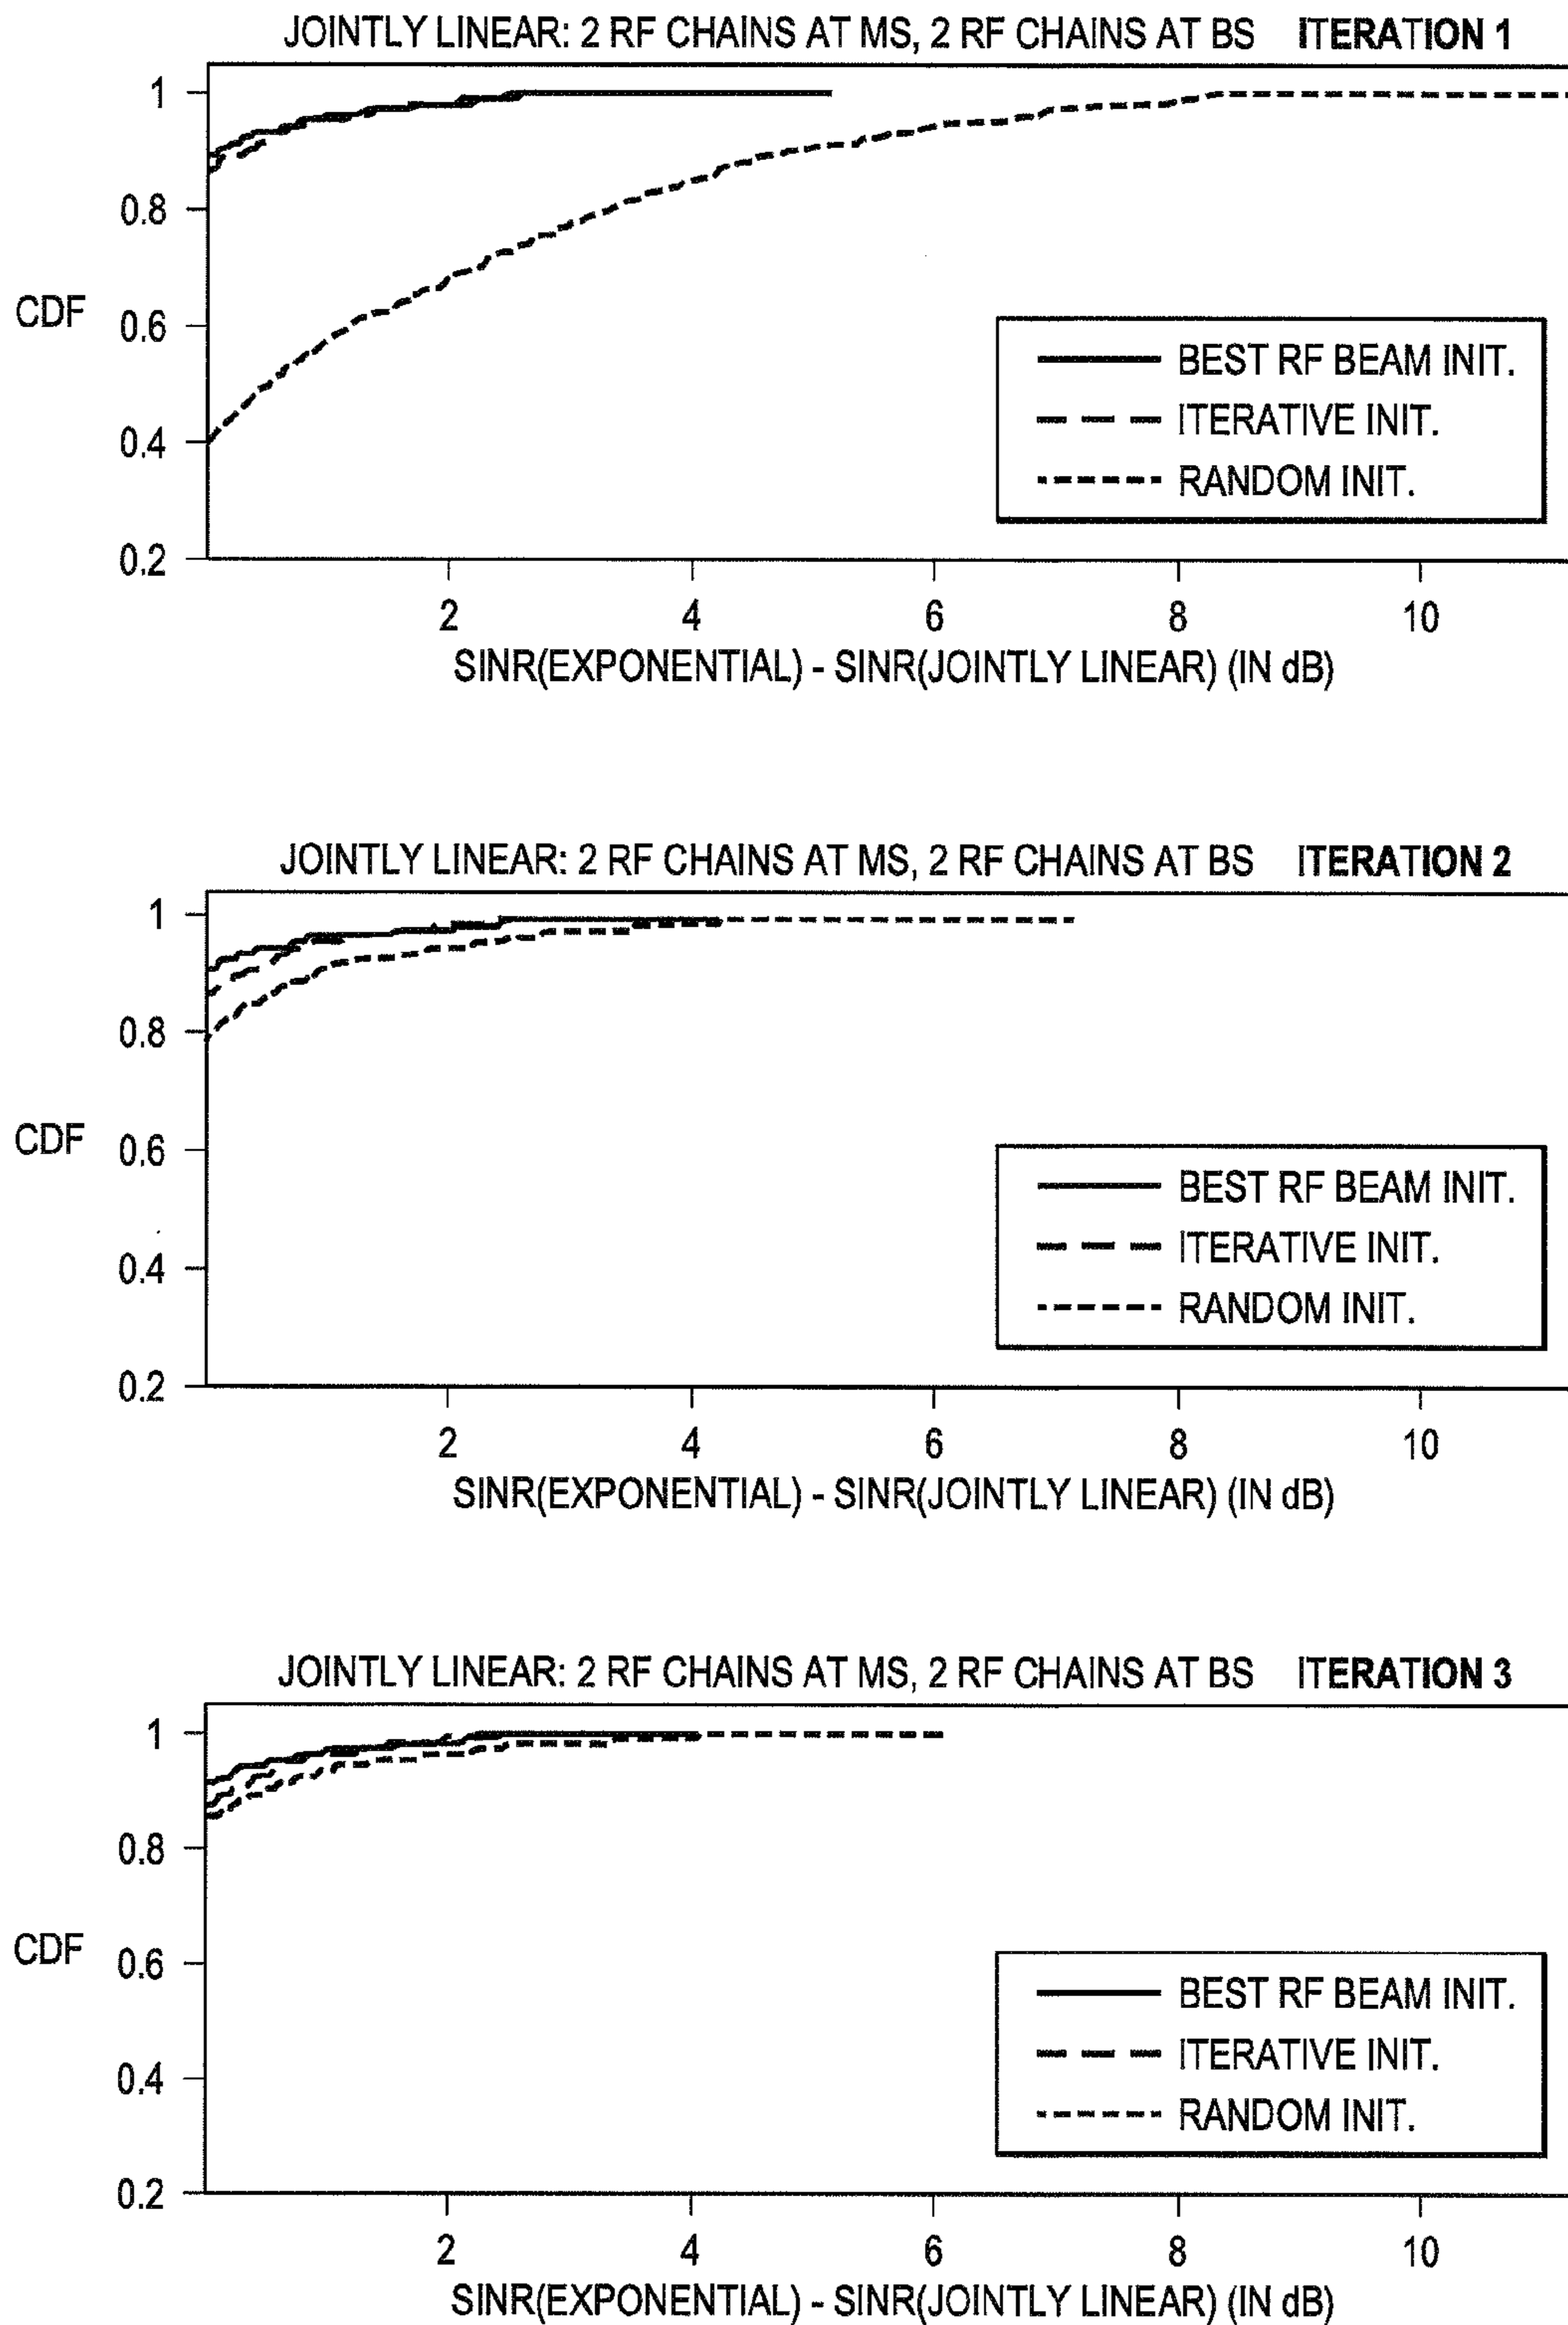 JOINTLY LINEAR: 2 RF CHAINS AT MS, 2 RF CHAINS AT BS ITERATION 1
1
0.8
CDF 0.6
0.4
0.2
BEST RF BEAM INIT.
ITERATIVE INIT.
RANDOM INIT.
2 4 6 8 10
SINR(EXPONENTIAL) - SINR(JOINTLY LINEAR) (IN dB)
JOINTLY LINEAR: 2 RF CHAINS AT MS, 2 RF CHAINS AT BS ITERATION 2
1
0.8
CDF 0.6
0.4
0.2
BEST RF BEAM INIT.
ITERATIVE INIT.
RANDOM INIT.
2 4 6 8 10
SINR(EXPONENTIAL) - SINR(JOINTLY LINEAR) (IN dB)
JOINTLY LINEAR: 2 RF CHAINS AT MS, 2 RF CHAINS AT BS ITERATION 3
1
0.8
CDF 0.6
0.4
0.2
BEST RF BEAM INIT.
ITERATIVE INIT.
RANDOM INIT.
2 4 6 8 10
SINR(EXPONENTIAL) - SINR(JOINTLY LINEAR) (IN dB)